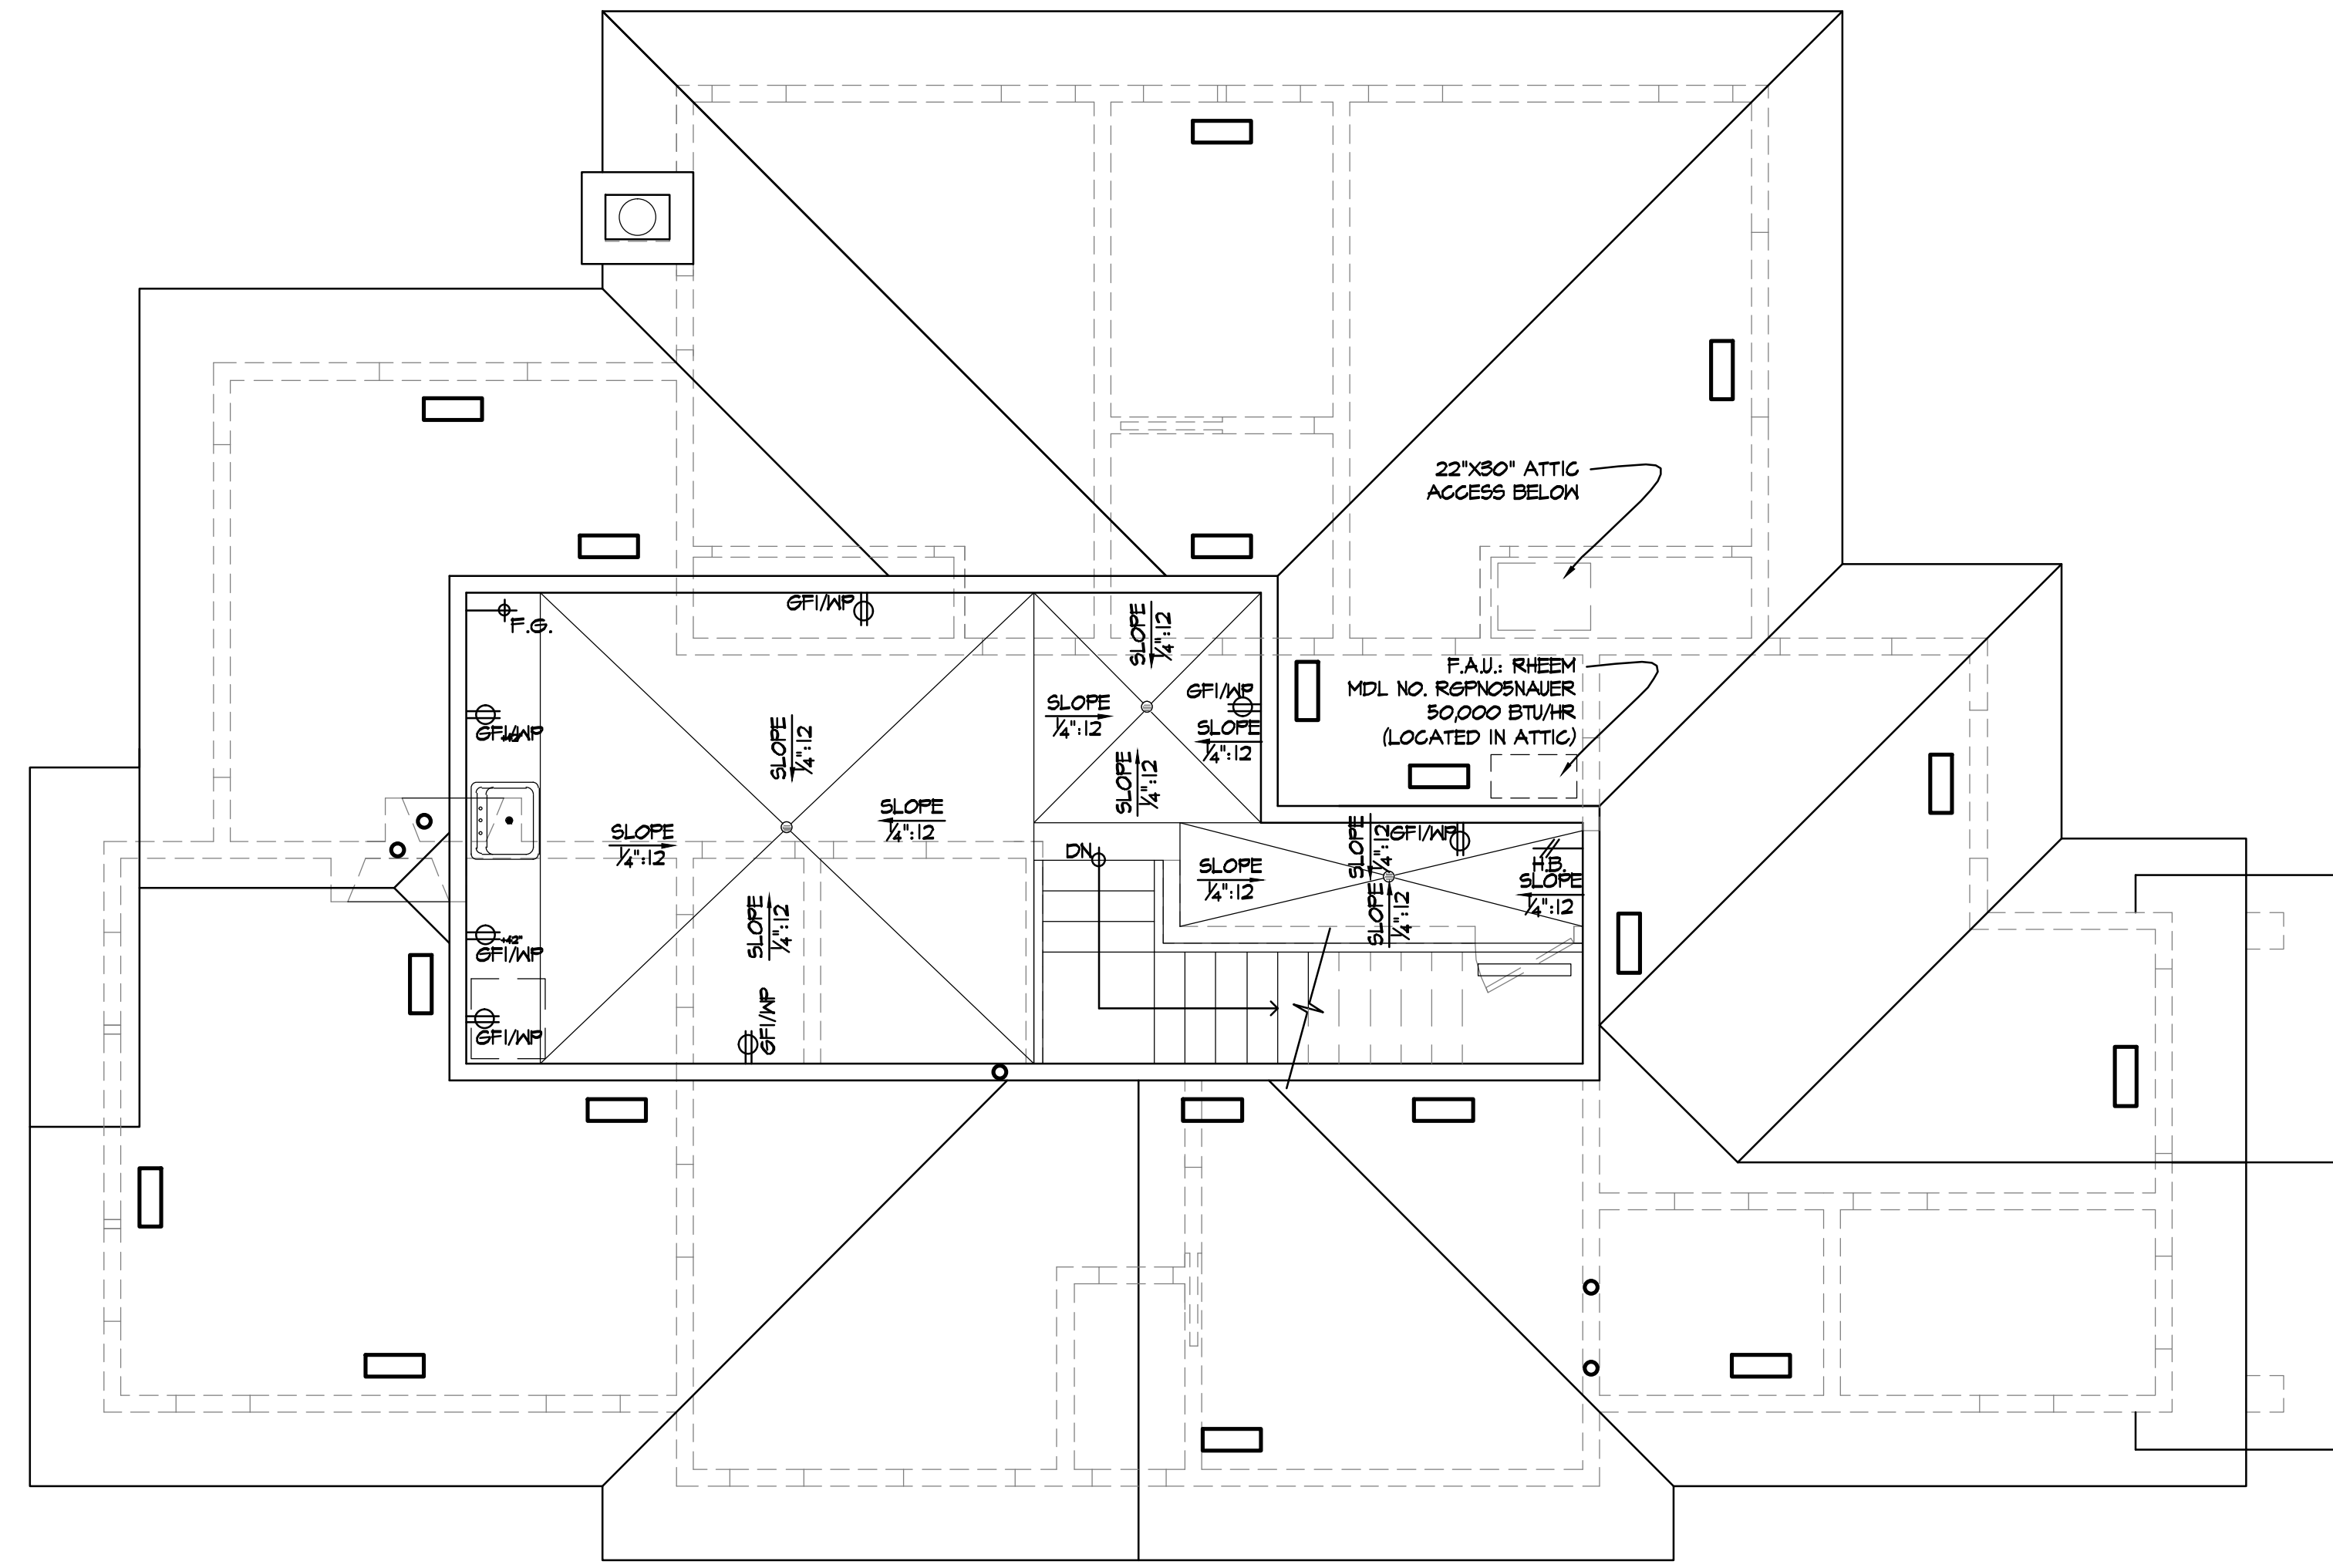 22"X30" ATTIC
ACCESS BELOW
GFI/WP
F.G.
SLOPE
1/4":12
F.A.U.: RHEEM
MDL NO. RGPN05NAUER
50,000 BTU/HR
(LOCATED IN ATTIC)
GFI/WP
SLOPE
1/4":12
SLOPE
1/4":12
GFI/WP
+42"
SLOPE
1/4":12
SLOPE
1/4":12
SLOPE
1/4":12
SLOPE
1/4":12
SLOPE
1/4":12
GFI/WP
DN
SLOPE
1/4":12
H.B.
SLOPE
1/4":12
SLOPE
1/4":12
SLOPE
1/4":12
SLOPE
1/4":12
+42"
GFI/WP
GFI/WP
GFI/WP